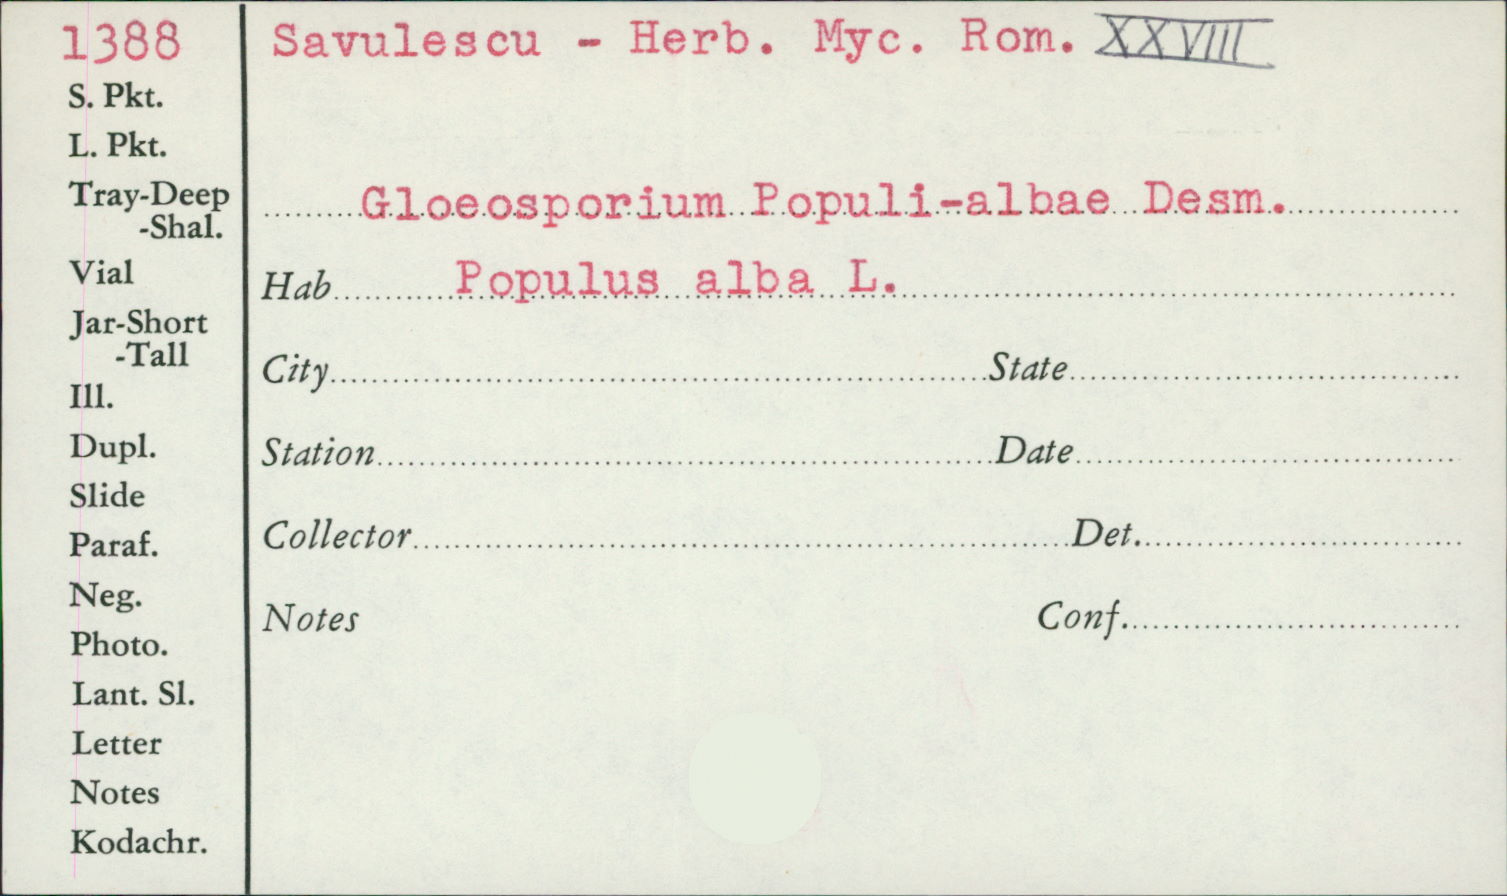 1388
Savulescu - Herb. Myc. Rom. XXVIII
S. Pkt.
L. Pkt.
Tray-Deep
-Shal.
Gloeosporium Populi-albae Desm.
Vial
Hab Populus alba L.
Jar-Short
-Tall
City State
Ill.
Dupl.
Station Date
Slide
Paraf.
Collector Det.
Neg.
Notes Conf.
Photo.
Lant. Sl.
Letter
Notes
Kodachr.